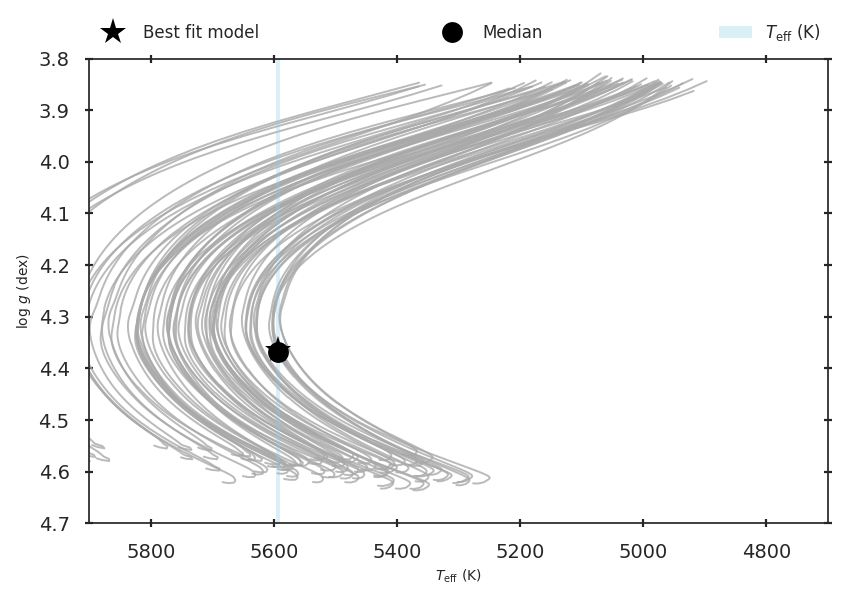 Best fit model Median T_eff (K)
3.8
3.9
4.0
4.1
4.2
4.3
4.4
4.5
4.6
4.7
log g (dex)
5800 5600 5400 5200 5000 4800
T_eff (K)